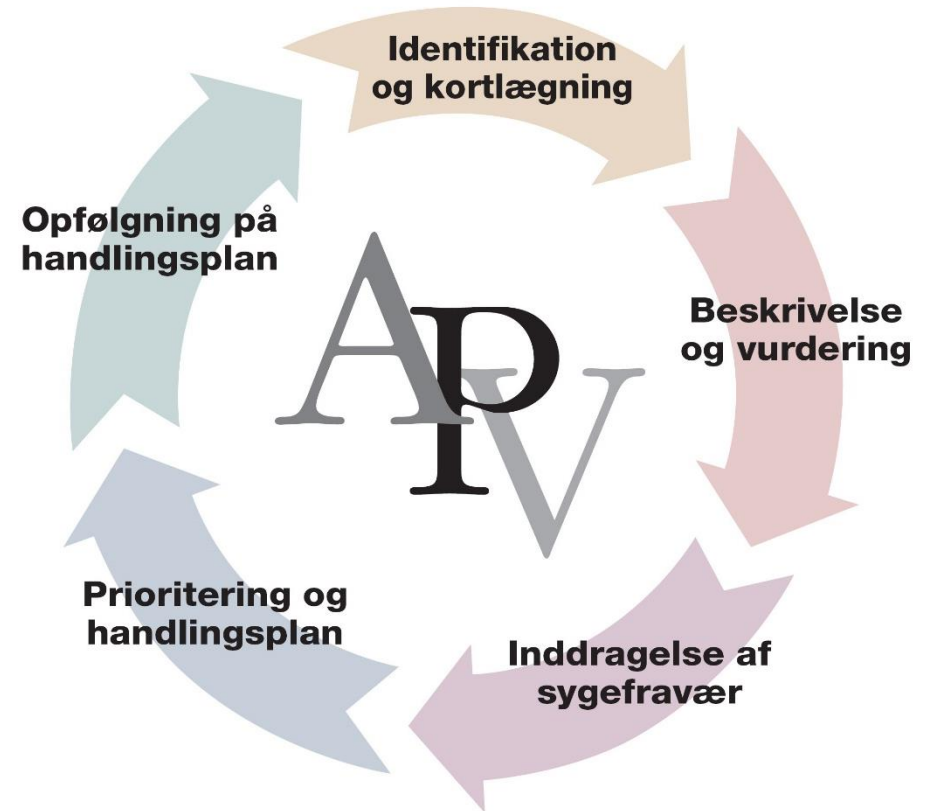 Identifikation
og kortlægning
Beskrivelse
og vurdering
Inddragelse af
sygefravær
Prioritering og
handlingsplan
Opfølgning på
handlingsplan
APV